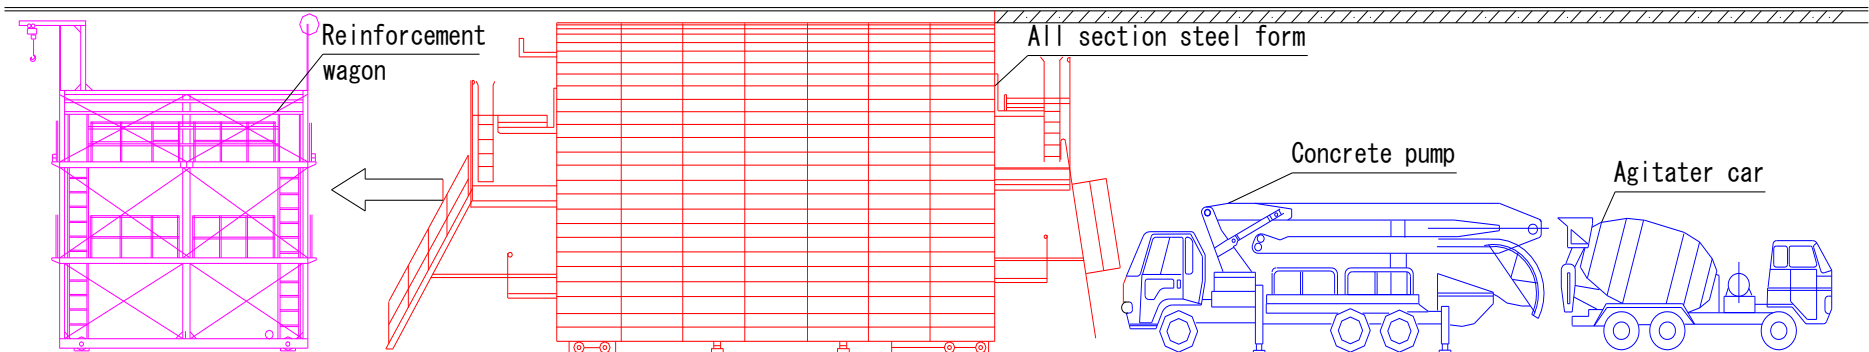 Reinforcement
wagon
All section steel form
Concrete pump
Agitater car